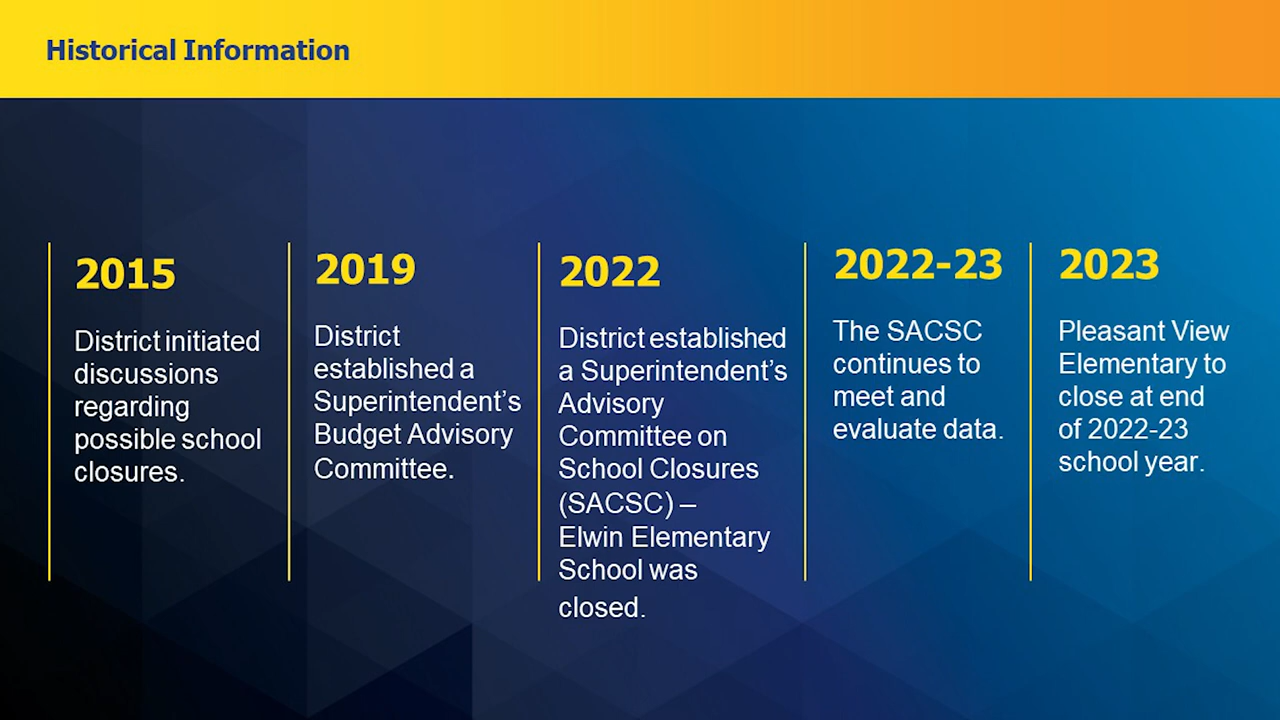 Historical Information
2015
District initiated
discussions
regarding
possible school
closures.
2019
District
established a
Superintendent’s
Budget Advisory
Committee.
2022
District established
a Superintendent’s
Advisory
Committee on
School Closures
(SACSC) –
Elwin Elementary
School was
closed.
2022-23
The SACSC
continues to
meet and
evaluate data.
2023
Pleasant View
Elementary to
close at end
of 2022-23
school year.